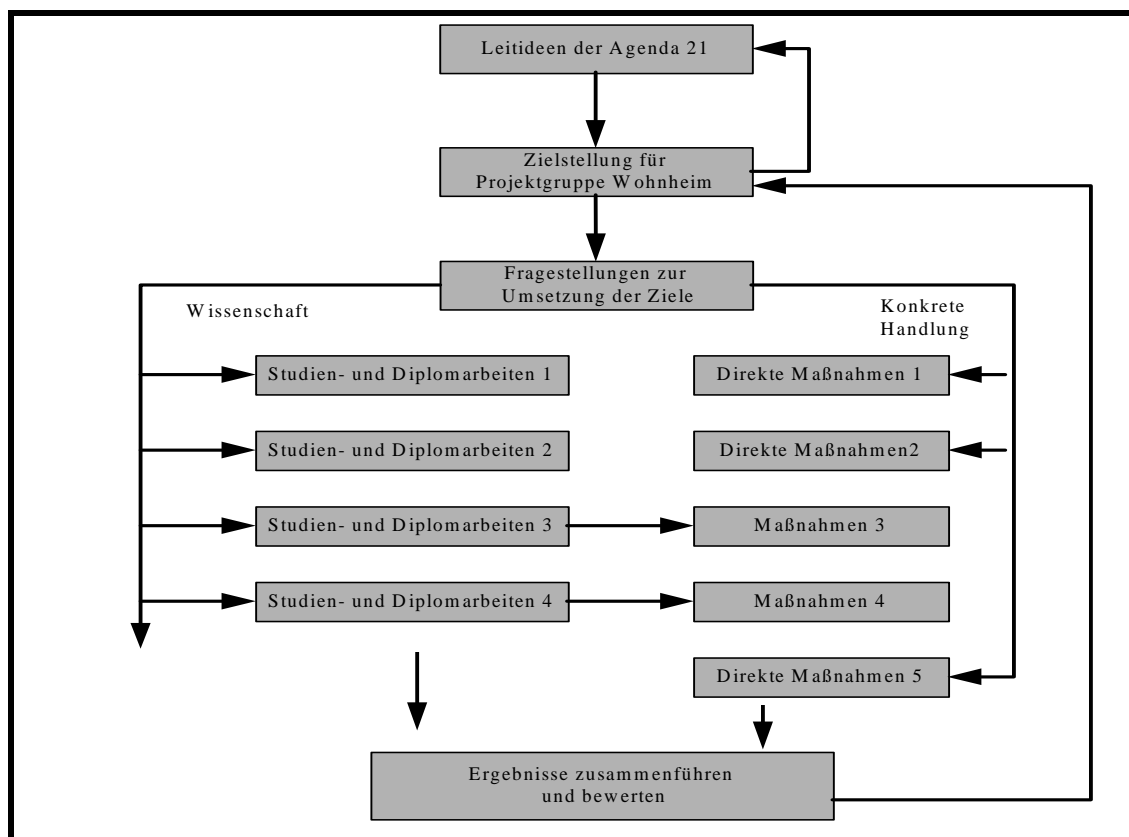 Leitideen der Agenda 21
Zielstellung für
Projektgruppe Wohnheim
Fragestellungen zur
Umsetzung der Ziele
Wissenschaft
Konkrete
Handlung
Studien- und Diplomarbeiten 1
Direkte Maßnahmen 1
Studien- und Diplomarbeiten 2
Direkte Maßnahmen2
Studien- und Diplomarbeiten 3
Maßnahmen 3
Studien- und Diplomarbeiten 4
Maßnahmen 4
Direkte Maßnahmen 5
Ergebnisse zusammenführen
und bewerten